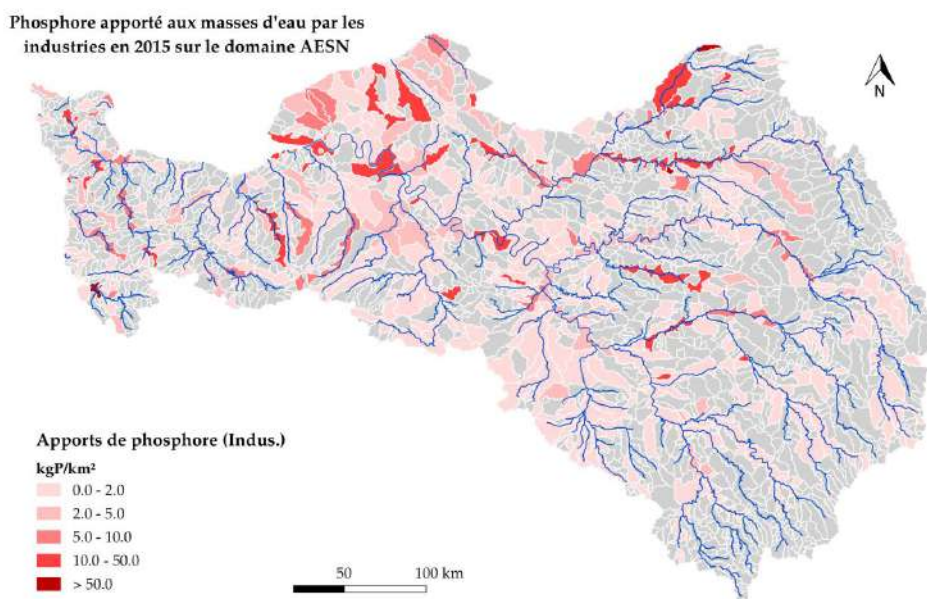 Phosphore apporté aux masses d'eau par les
industries en 2015 sur le domaine AESN
N
Apports de phosphore (Indus.)
kgP/km²
0.0 - 2.0
2.0 - 5.0
5.0 - 10.0
10.0 - 50.0
> 50.0
50 100 km